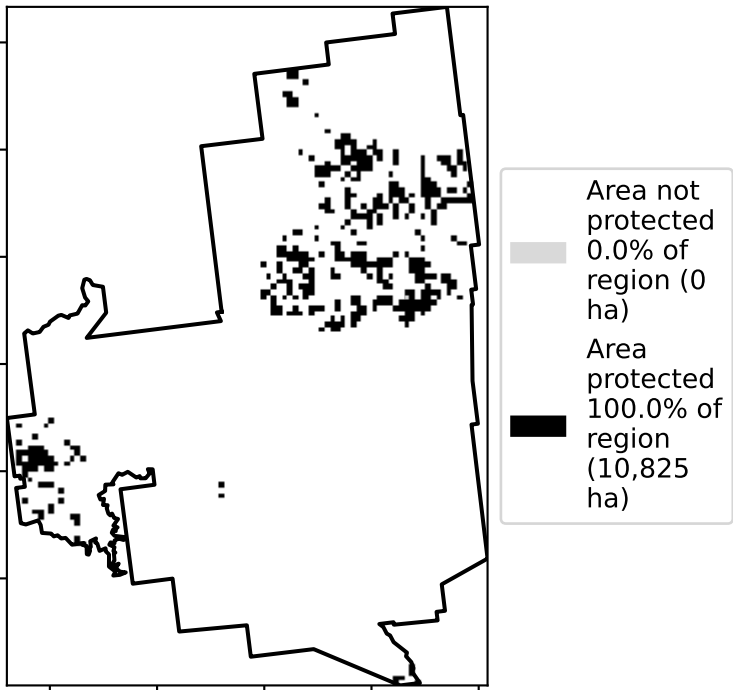 Area not
protected
0.0% of
region (0
ha)
Area
protected
100.0% of
region
(10,825
ha)